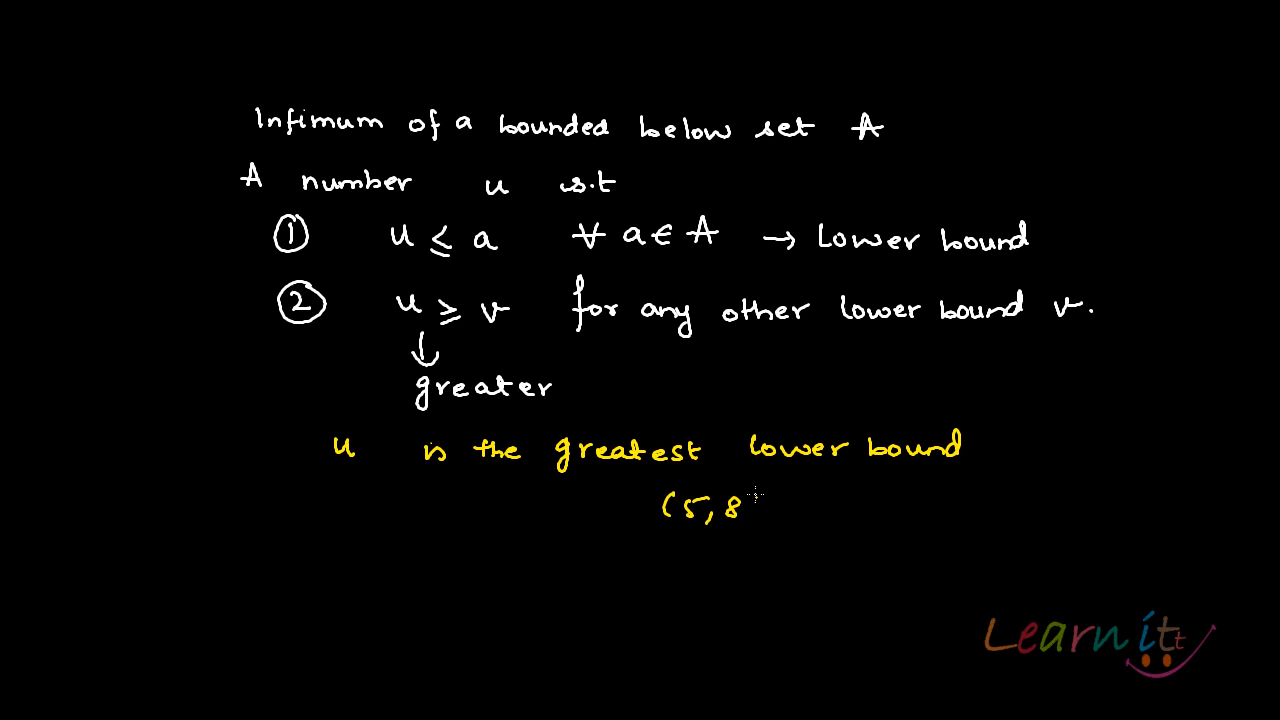 Infimum of a bounded below set A
A number u s.t
① u ≤ a ∀ a ∈ A → Lower bound
② u ≥ v for any other lower bound v.
↓
greater
u is the greatest lower bound
(5, 8
Learnitt